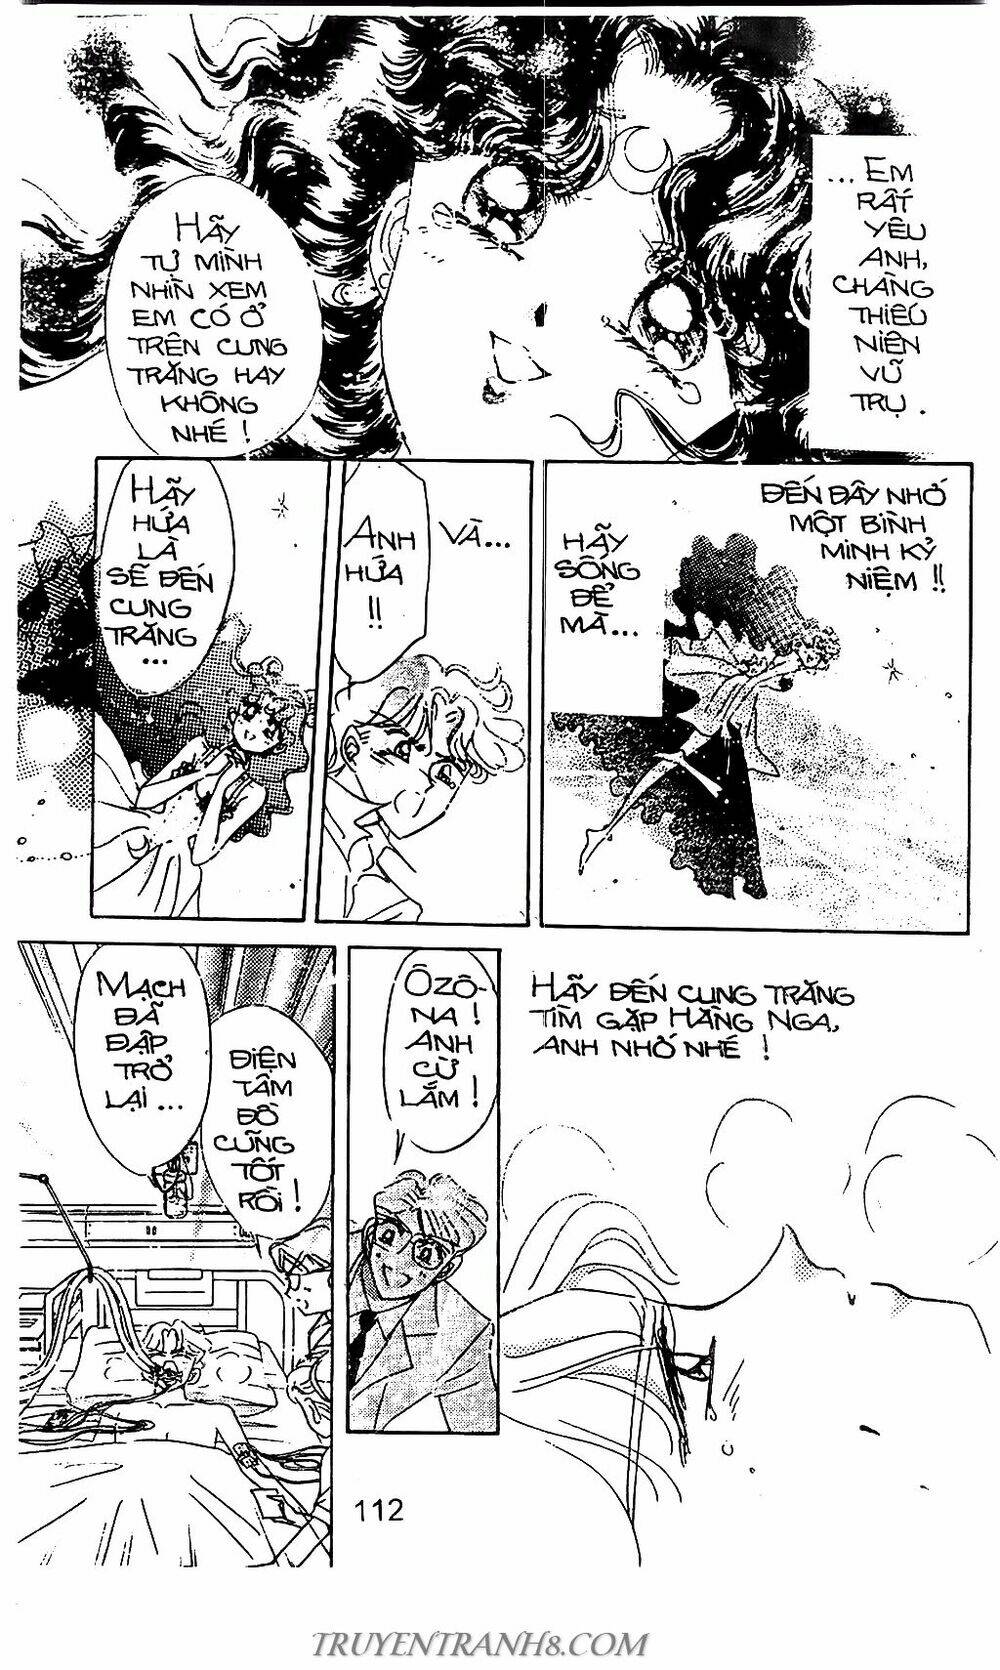 ... EM
RẤT
YÊU
ANH,
CHÀNG
THIẾU
NIÊN
VŨ
TRỤ.
HÃY
TỰ MÌNH
NHÌN XEM
EM CÓ Ở
TRÊN CUNG
TRĂNG HAY
KHÔNG
NHÉ !
ĐẾN ĐÂY NHỚ
MỘT BÌNH
MINH KỶ
NIỆM !!
HÃY
SỐNG
ĐỂ
MÀ...
VÀ...
ANH
HỨA
!!
HÃY
HỨA
LÀ
SẼ ĐẾN
CUNG
TRĂNG
...
HÃY ĐẾN CUNG TRĂNG
TÌM GẶP HẰNG NGA,
ANH NHỚ NHÉ !
ÔZÔ-
NA !
ANH
CỪ
LẮM !
ĐIỆN
TÂM
ĐỒ
CŨNG
TỐT
RỒI !
MẠCH
ĐÃ
ĐẬP
TRỞ
LẠI ...
112
TRUYENTRANH8.COM